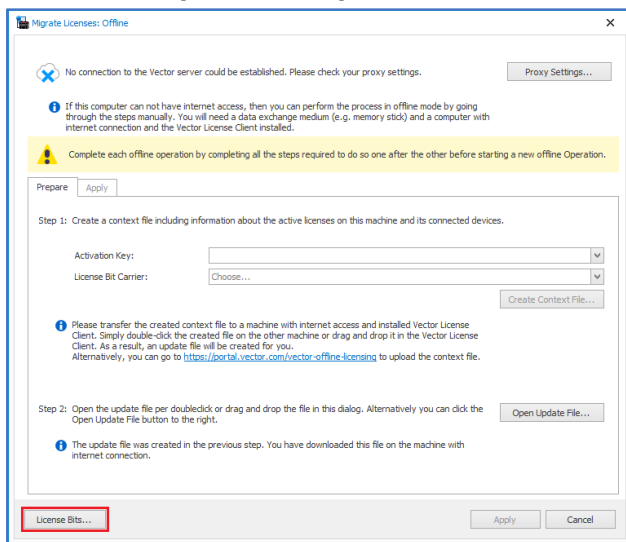 Migrate Licenses: Offline
No connection to the Vector server could be established. Please check your proxy settings.
Proxy Settings...
If this computer can not have internet access, then you can perform the process in offline mode by going
through the steps manually. You will need a data exchange medium (e.g. memory stick) and a computer with
internet connection and the Vector License Client installed.
Complete each offline operation by completing all the steps required to do so one after the other before starting a new offline Operation.
Prepare
Apply
Step 1: Create a context file including information about the active licenses on this machine and its connected devices.
Activation Key:
License Bit Carrier:
Choose...
Create Context File...
Please transfer the created context file to a machine with internet access and installed Vector License
Client. Simply double-click the created file on the other machine or drag and drop it in the Vector License
Client. As a result, an update file will be created for you.
Alternatively, you can go to https://portal.vector.com/vector-offline-licensing to upload the context file.
Step 2: Open the update file per doubleclick or drag and drop the file in this dialog. Alternatively you can click the
Open Update File button to the right.
Open Update File...
The update file was created in the previous step. You have downloaded this file on the machine with
internet connection.
License Bits...
Apply
Cancel